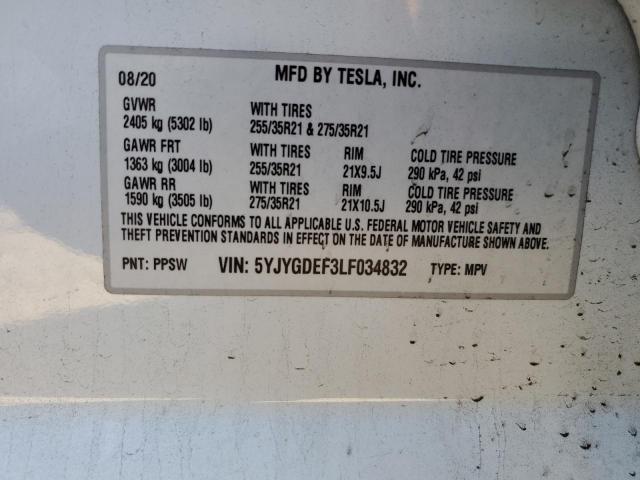 08/20 MFD BY TESLA, INC.
GVWR WITH TIRES
2405 kg (5302 lb) 255/35R21 & 275/35R21
GAWR FRT WITH TIRES RIM COLD TIRE PRESSURE
1363 kg (3004 lb) 255/35R21 21X9.5J 290 kPa, 42 psi
GAWR RR WITH TIRES RIM COLD TIRE PRESSURE
1590 kg (3505 lb) 275/35R21 21X10.5J 290 kPa, 42 psi
THIS VEHICLE CONFORMS TO ALL APPLICABLE U.S. FEDERAL MOTOR VEHICLE SAFETY AND
THEFT PREVENTION STANDARDS IN EFFECT ON THE DATE OF MANUFACTURE SHOWN ABOVE.
PNT: PPSW VIN: 5YJYGDEF3LF034832 TYPE: MPV